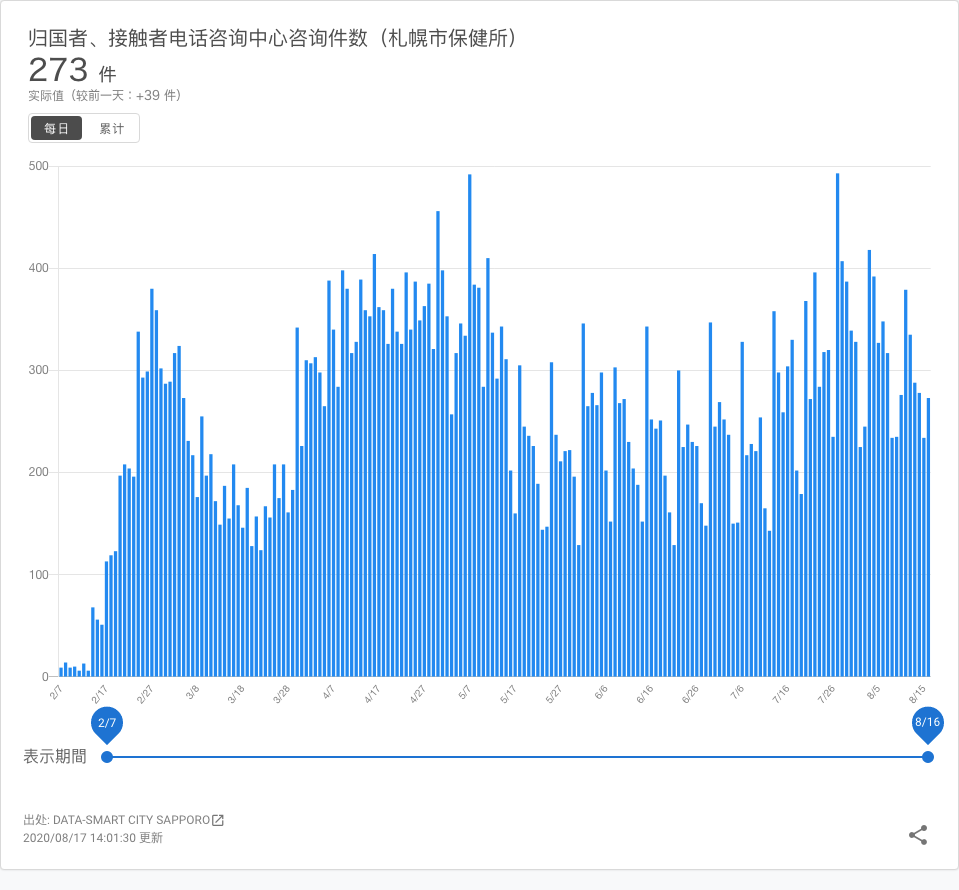 归国者、接触者电话咨询中心咨询件数（札幌市保健所）
273 件
实际值（较前一天：+39 件）
每日 累计
500
400
300
200
100
0
2/7 2/17 2/27 3/8 3/18 3/28 4/7 4/17 4/27 5/7 5/17 5/27 6/6 6/16 6/26 7/6 7/16 7/26 8/5 8/15
2/7 8/16
表示期間
出处: DATA-SMART CITY SAPPORO
2020/08/17 14:01:30 更新